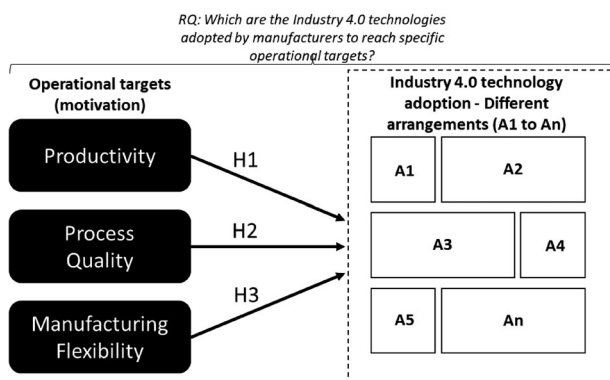 RQ: Which are the Industry 4.0 technologies
adopted by manufacturers to reach specific
operational targets?
Operational targets
(motivation)
Productivity
Process
Quality
Manufacturing
Flexibility
H1
H2
H3
Industry 4.0 technology
adoption - Different
arrangements (A1 to An)
A1
A2
A3
A4
A5
An